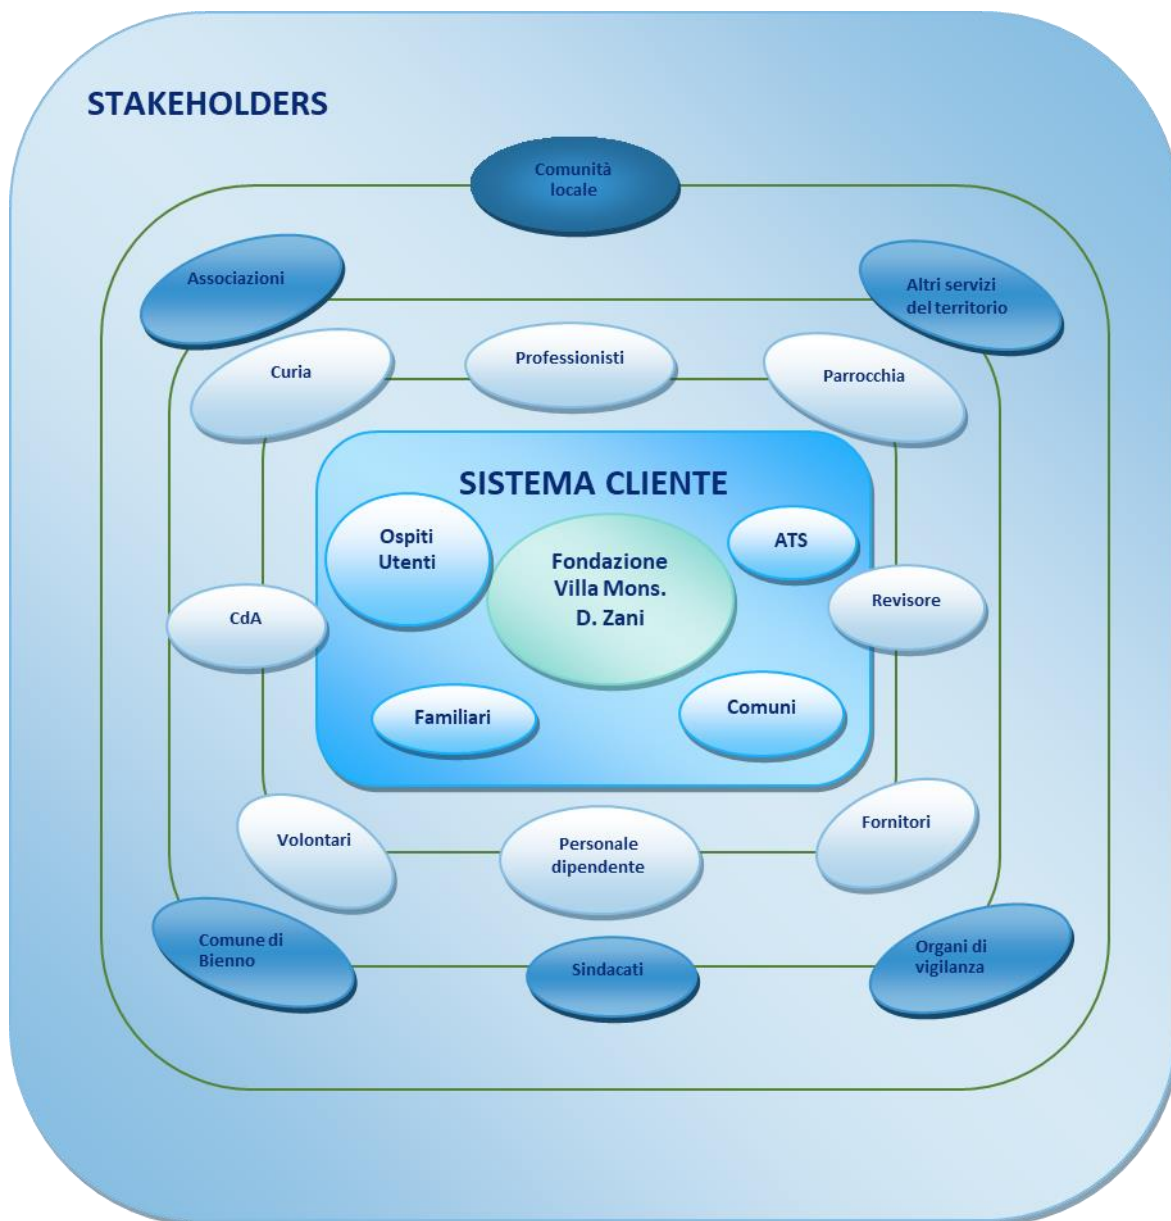 STAKEHOLDERS
Comunità
locale
Associazioni
Altri servizi
del territorio
Curia
Professionisti
Parrocchia
SISTEMA CLIENTE
Ospiti
Utenti
Fondazione
Villa Mons.
D. Zani
ATS
CdA
Revisore
Familiari
Comuni
Volontari
Personale
dipendente
Fornitori
Comune di
Bienno
Sindacati
Organi di
vigilanza